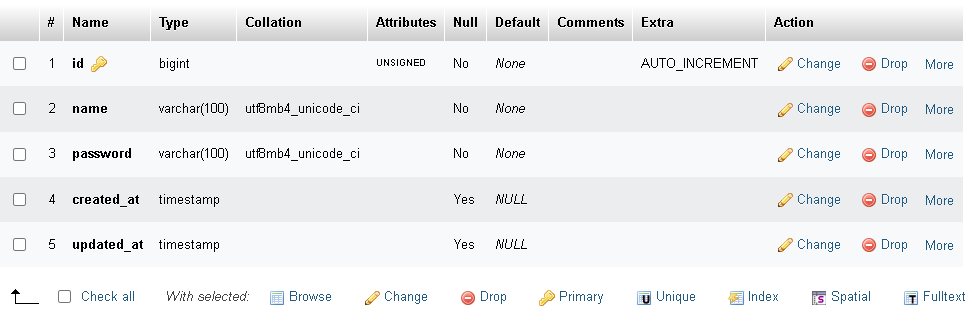 # Name Type Collation Attributes Null Default Comments Extra Action
1 id bigint UNSIGNED No None AUTO_INCREMENT Change Drop More
2 name varchar(100) utf8mb4_unicode_ci No None Change Drop More
3 password varchar(100) utf8mb4_unicode_ci No None Change Drop More
4 created_at timestamp Yes NULL Change Drop More
5 updated_at timestamp Yes NULL Change Drop More
Check all With selected: Browse Change Drop Primary Unique Index Spatial Fulltext